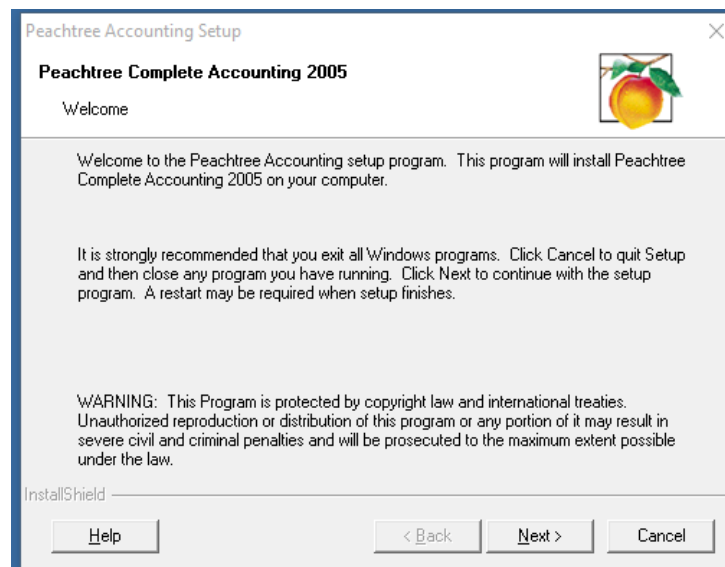 Peachtree Accounting Setup
Peachtree Complete Accounting 2005
Welcome
Welcome to the Peachtree Accounting setup program. This program will install Peachtree
Complete Accounting 2005 on your computer.
It is strongly recommended that you exit all Windows programs. Click Cancel to quit Setup
and then close any program you have running. Click Next to continue with the setup
program. A restart may be required when setup finishes.
WARNING: This Program is protected by copyright law and international treaties.
Unauthorized reproduction or distribution of this program or any portion of it may result in
severe civil and criminal penalties and will be prosecuted to the maximum extent possible
under the law.
InstallShield
Help < Back Next > Cancel